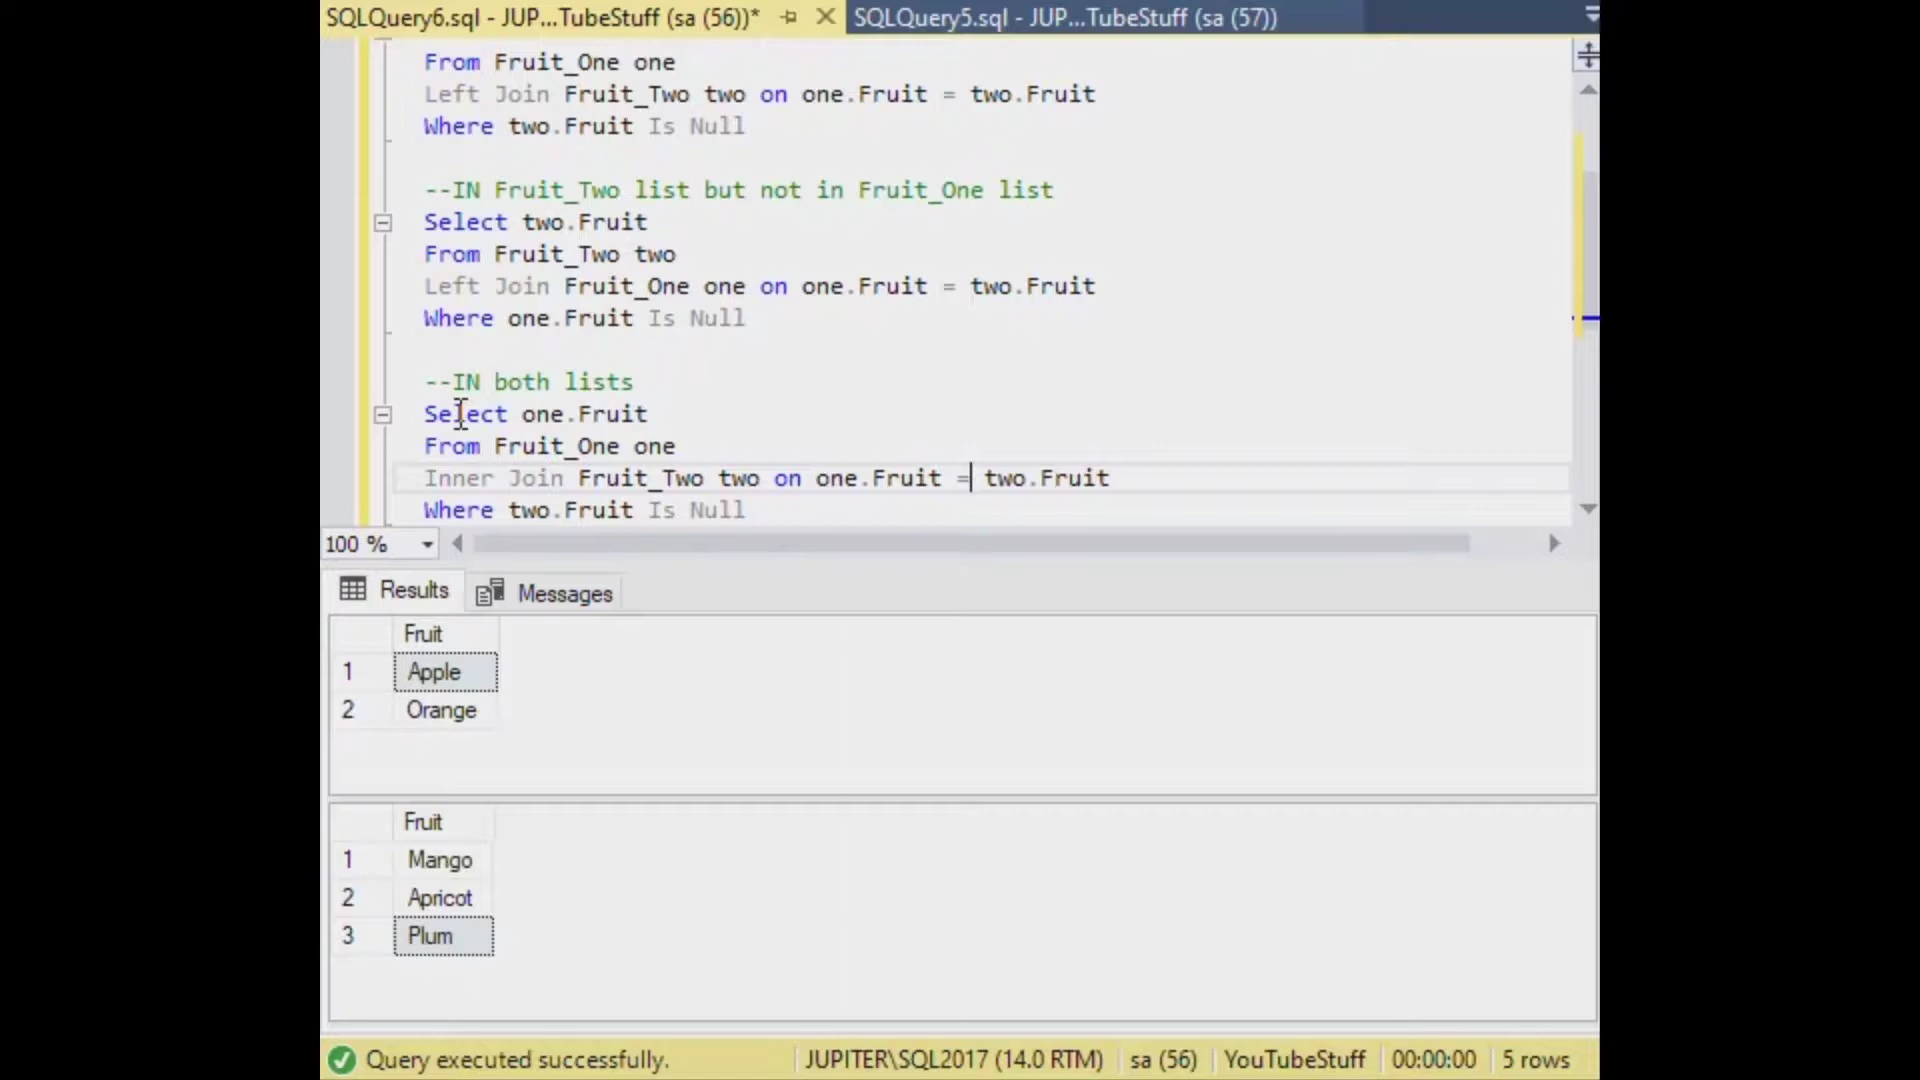 SQLQuery6.sql - JUP...TubeStuff (sa (56))*
SQLQuery5.sql - JUP...TubeStuff (sa (57))
From Fruit_One one
Left Join Fruit_Two two on one.Fruit = two.Fruit
Where two.Fruit Is Null
--IN Fruit_Two list but not in Fruit_One list
Select two.Fruit
From Fruit_Two two
Left Join Fruit_One one on one.Fruit = two.Fruit
Where one.Fruit Is Null
--IN both lists
Select one.Fruit
From Fruit_One one
Inner Join Fruit_Two two on one.Fruit = two.Fruit
Where two.Fruit Is Null
100 %
Results Messages
Fruit
1 Apple
2 Orange
Fruit
1 Mango
2 Apricot
3 Plum
Query executed successfully. JUPITER\SQL2017 (14.0 RTM) sa (56) YouTubeStuff 00:00:00 5 rows